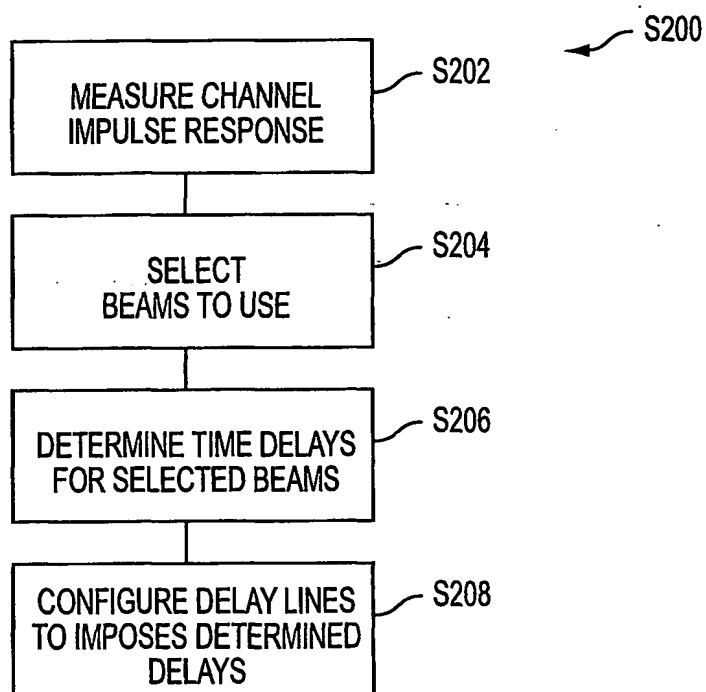 S200
MEASURE CHANNEL
IMPULSE RESPONSE
S202
SELECT
BEAMS TO USE
S204
DETERMINE TIME DELAYS
FOR SELECTED BEAMS
S206
CONFIGURE DELAY LINES
TO IMPOSES DETERMINED
DELAYS
S208